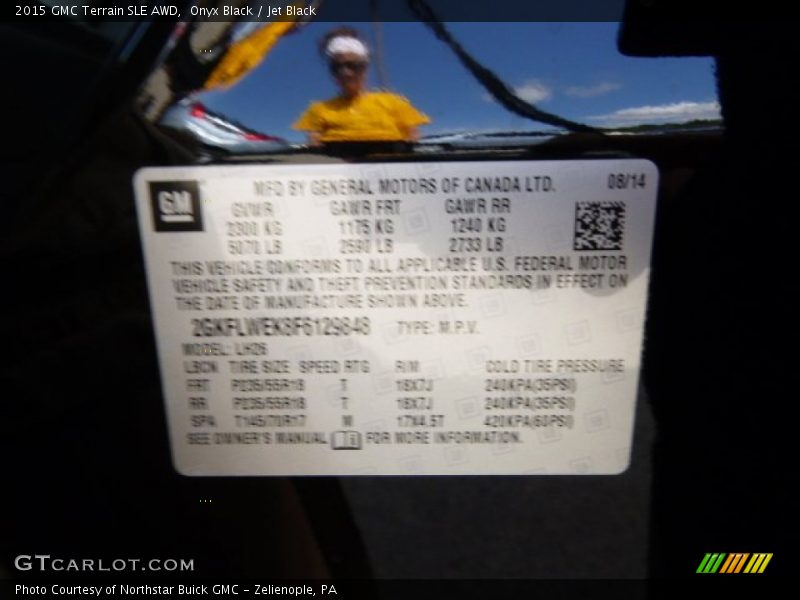 2015 GMC Terrain SLE AWD,  Onyx Black / Jet Black
GM
MFD BY GENERAL MOTORS OF CANADA LTD. 08/14
GVWR GAWR FRT GAWR RR
2300 KG 1175 KG 1240 KG
5070 LB 2590 LB 2733 LB
THIS VEHICLE CONFORMS TO ALL APPLICABLE U.S. FEDERAL MOTOR
VEHICLE SAFETY AND THEFT PREVENTION STANDARDS IN EFFECT ON
THE DATE OF MANUFACTURE SHOWN ABOVE.
2GKFLWEK8F6129848 TYPE: M.P.V.
MODEL: LH26
LBCN TIRE SIZE SPEED RTG RIM COLD TIRE PRESSURE
FRT P235/55R18 T 18X7J 240KPA(35PSI)
RR P235/55R18 T 18X7J 240KPA(35PSI)
SPA T145/70R17 M 17X4.5T 420KPA(60PSI)
SEE OWNER'S MANUAL FOR MORE INFORMATION.
GTCARLOT.COM
Photo Courtesy of Northstar Buick GMC - Zelienople, PA